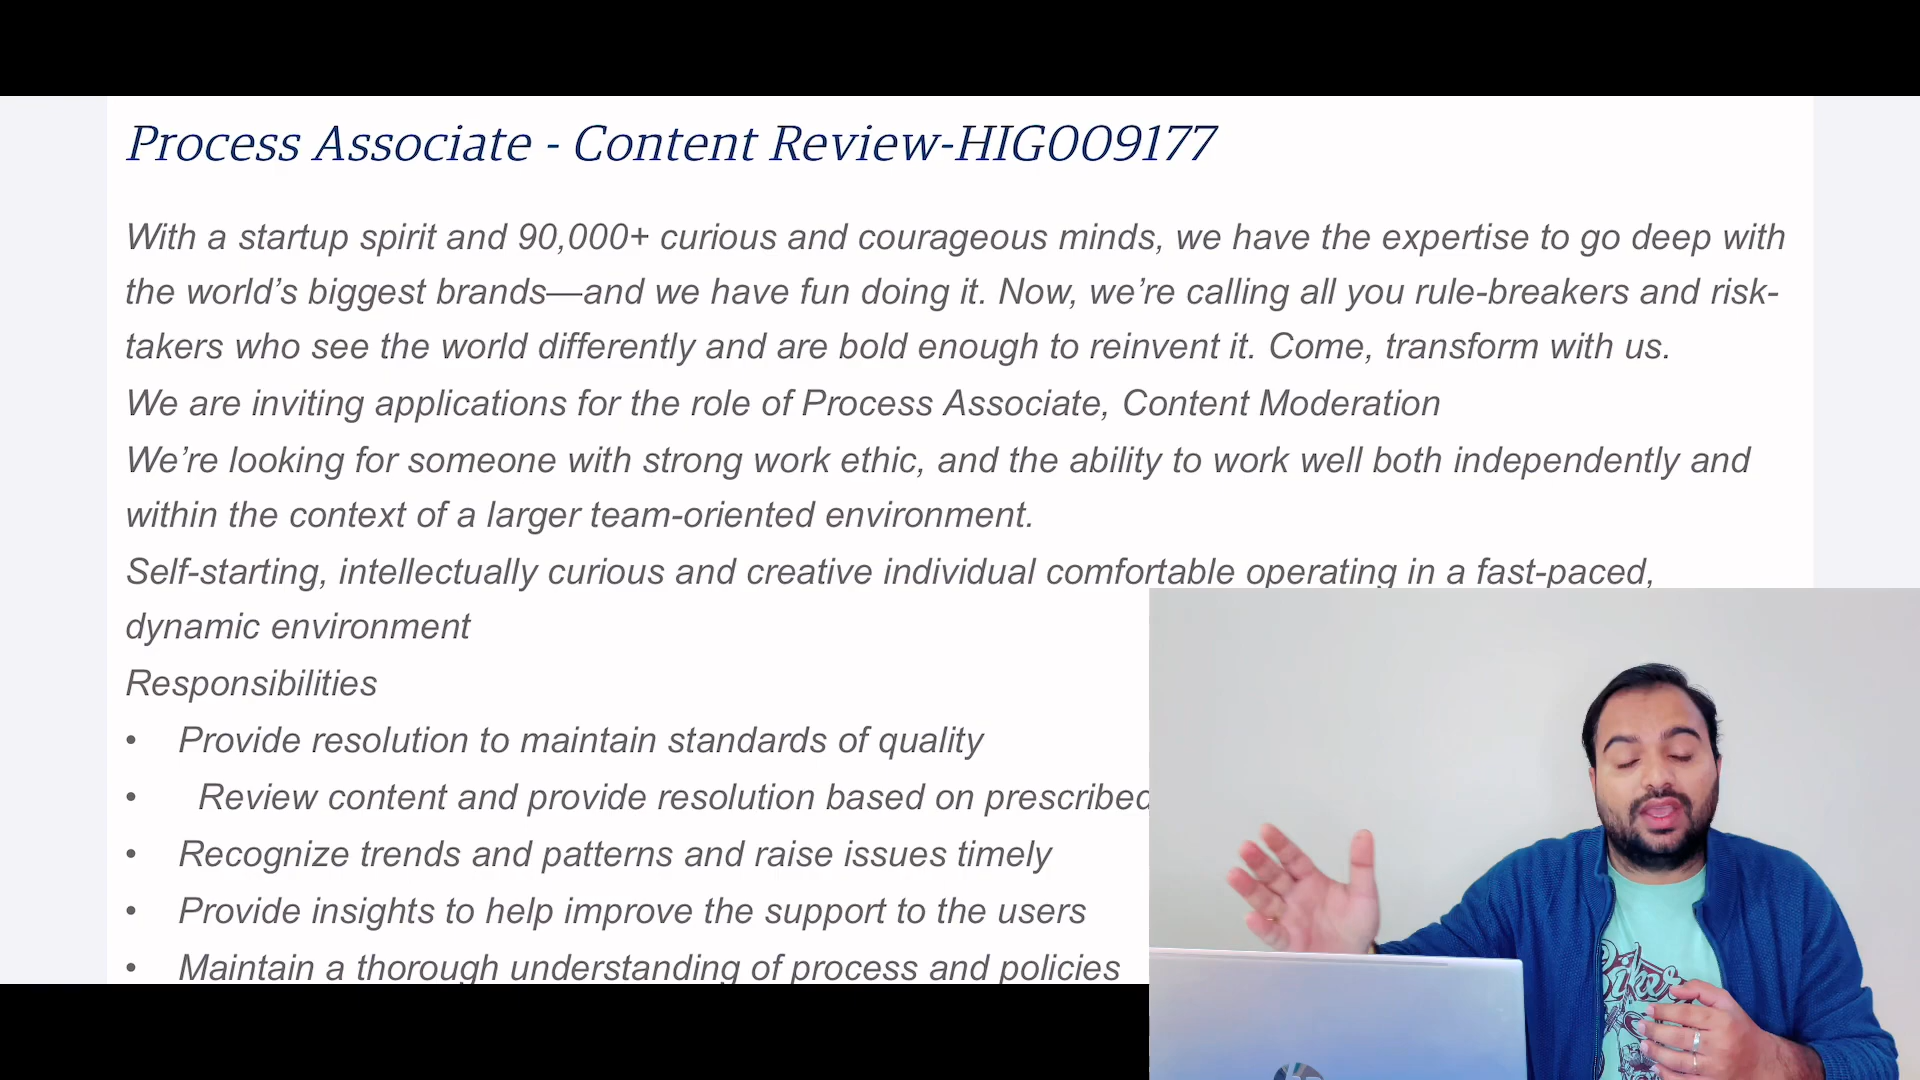 Process Associate - Content Review-HIG009177
With a startup spirit and 90,000+ curious and courageous minds, we have the expertise to go deep with
the world’s biggest brands—and we have fun doing it. Now, we’re calling all you rule-breakers and risk-
takers who see the world differently and are bold enough to reinvent it. Come, transform with us.
We are inviting applications for the role of Process Associate, Content Moderation
We’re looking for someone with strong work ethic, and the ability to work well both independently and
within the context of a larger team-oriented environment.
Self-starting, intellectually curious and creative individual comfortable operating in a fast-paced,
dynamic environment
Responsibilities
• Provide resolution to maintain standards of quality
• Review content and provide resolution based on prescribed
• Recognize trends and patterns and raise issues timely
• Provide insights to help improve the support to the users
• Maintain a thorough understanding of process and policies